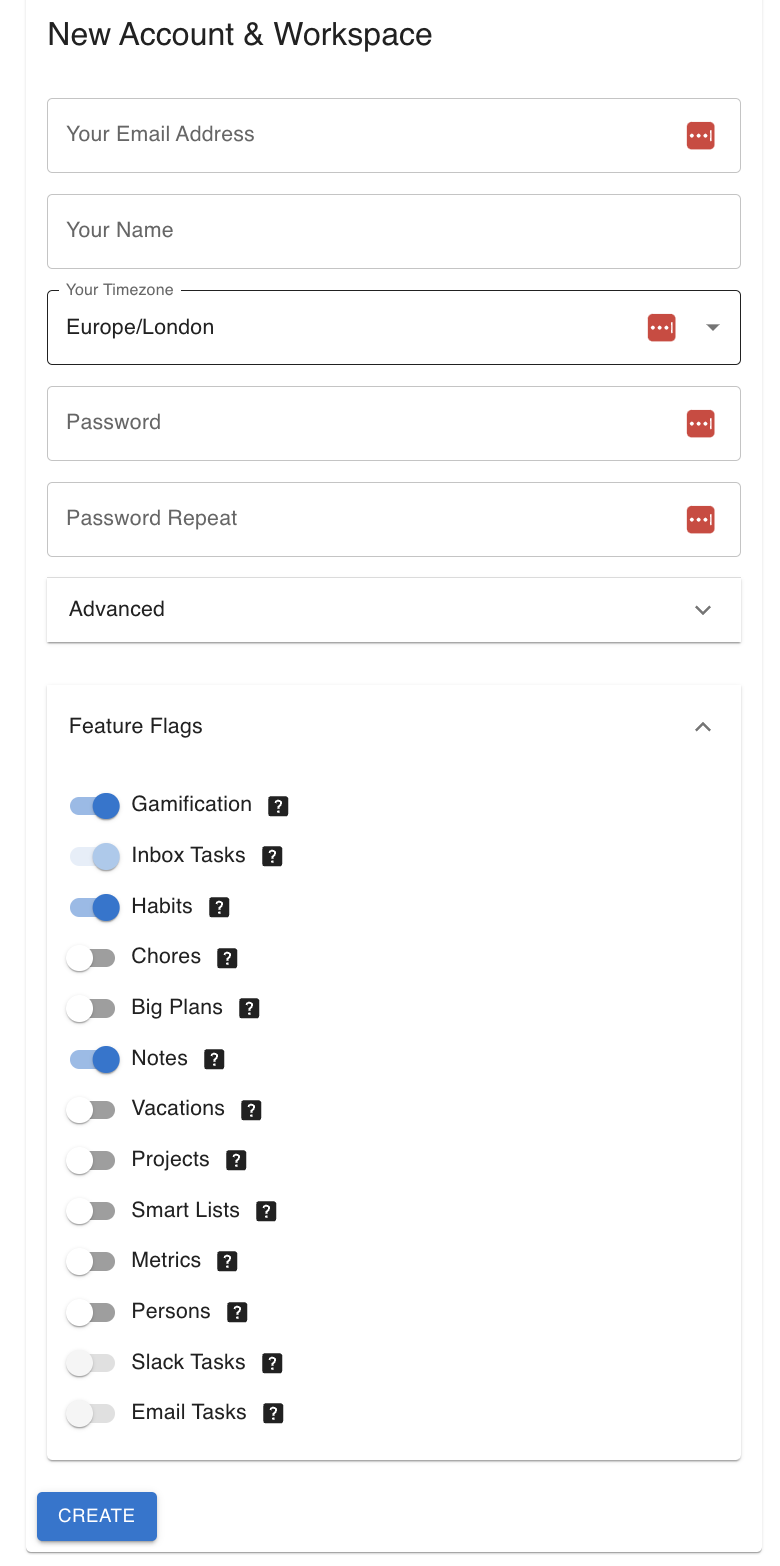 New Account & Workspace
Your Email Address
Your Name
Your Timezone
Europe/London
Password
Password Repeat
Advanced
Feature Flags
Gamification ?
Inbox Tasks ?
Habits ?
Chores ?
Big Plans ?
Notes ?
Vacations ?
Projects ?
Smart Lists ?
Metrics ?
Persons ?
Slack Tasks ?
Email Tasks ?
CREATE